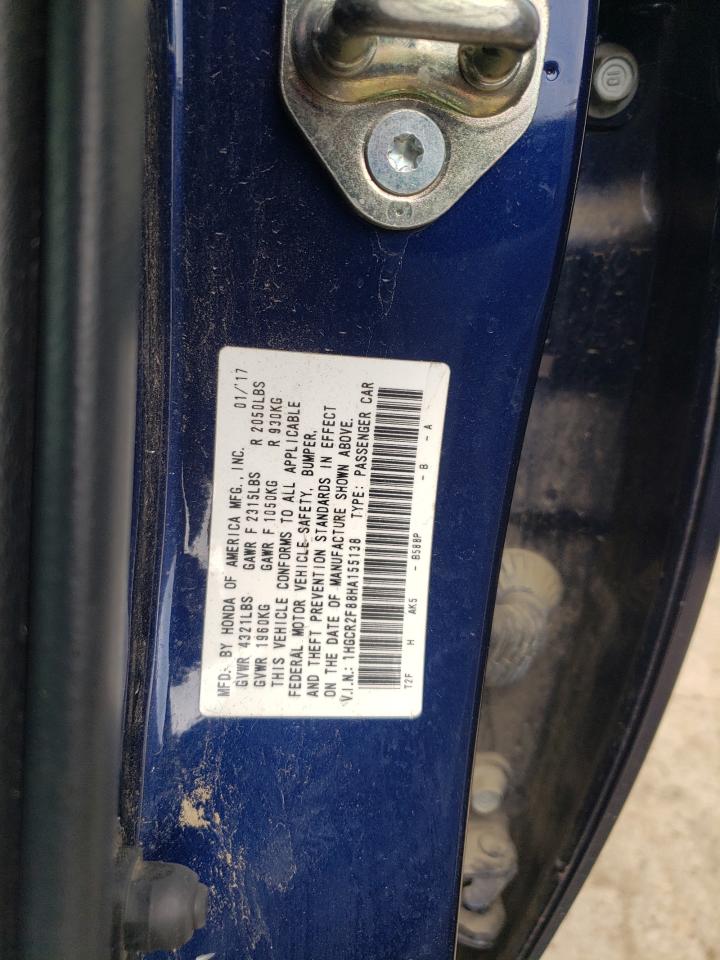 MFD. BY HONDA OF AMERICA MFG., INC. 01/'17
GVWR 4321LBS GAWR F 2315LBS R 2050LBS
GVWR 1960KG GAWR F 1050KG R 930KG
THIS VEHICLE CONFORMS TO ALL APPLICABLE
FEDERAL MOTOR VEHICLE SAFETY, BUMPER,
AND THEFT PREVENTION STANDARDS IN EFFECT
ON THE DATE OF MANUFACTURE SHOWN ABOVE.
V.I.N.: 1HGCR2F88HA155138 TYPE: PASSENGER CAR
T2F H AK5 - B588P - B - A
10